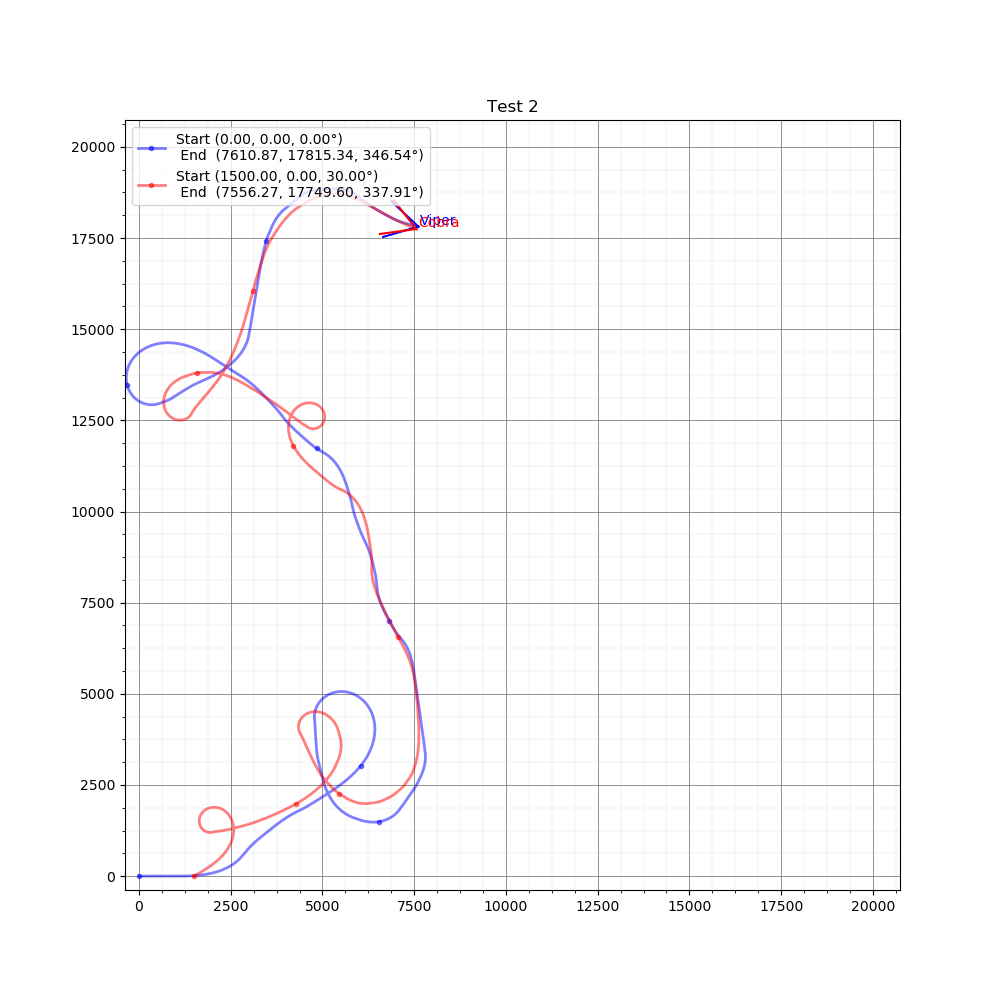 Test 2
Start (0.00, 0.00, 0.00°)
End (7610.87, 17815.34, 346.54°)
Start (1500.00, 0.00, 30.00°)
End (7556.27, 17749.60, 337.91°)
Viper
Cobra
20000
17500
15000
12500
10000
7500
5000
2500
0
0 2500 5000 7500 10000 12500 15000 17500 20000